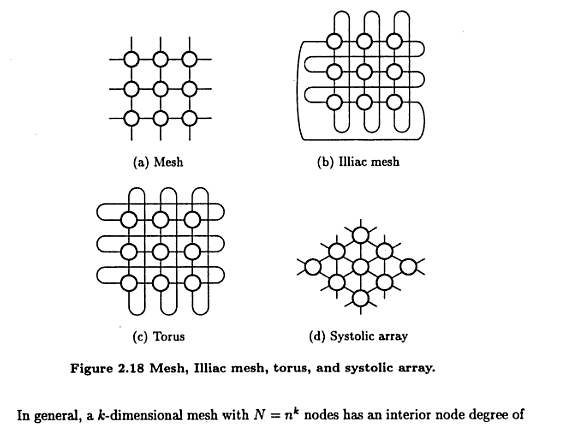 (a) Mesh
(b) Illiac mesh
(c) Torus
(d) Systolic array
Figure 2.18 Mesh, Illiac mesh, torus, and systolic array.
In general, a k-dimensional mesh with N = nᵏ nodes has an interior node degree of